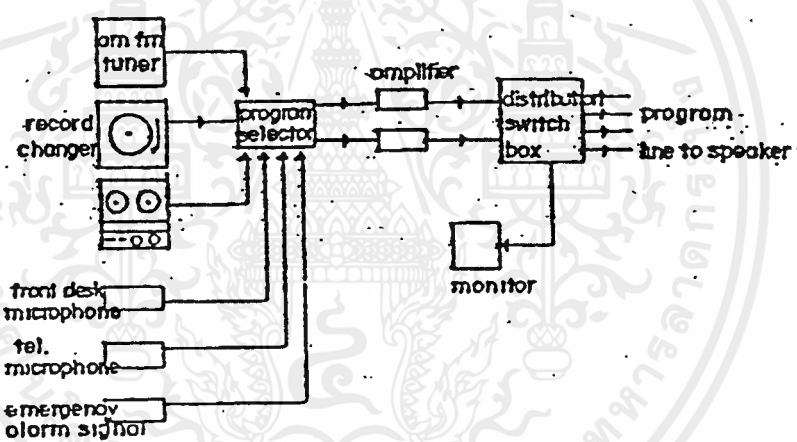 am fm
tuner
record
changer
program
selector
amplifier
distribution
switch
box
program
line to speaker
monitor
front desk
microphone
tel.
microphone
emergency
alarm signal